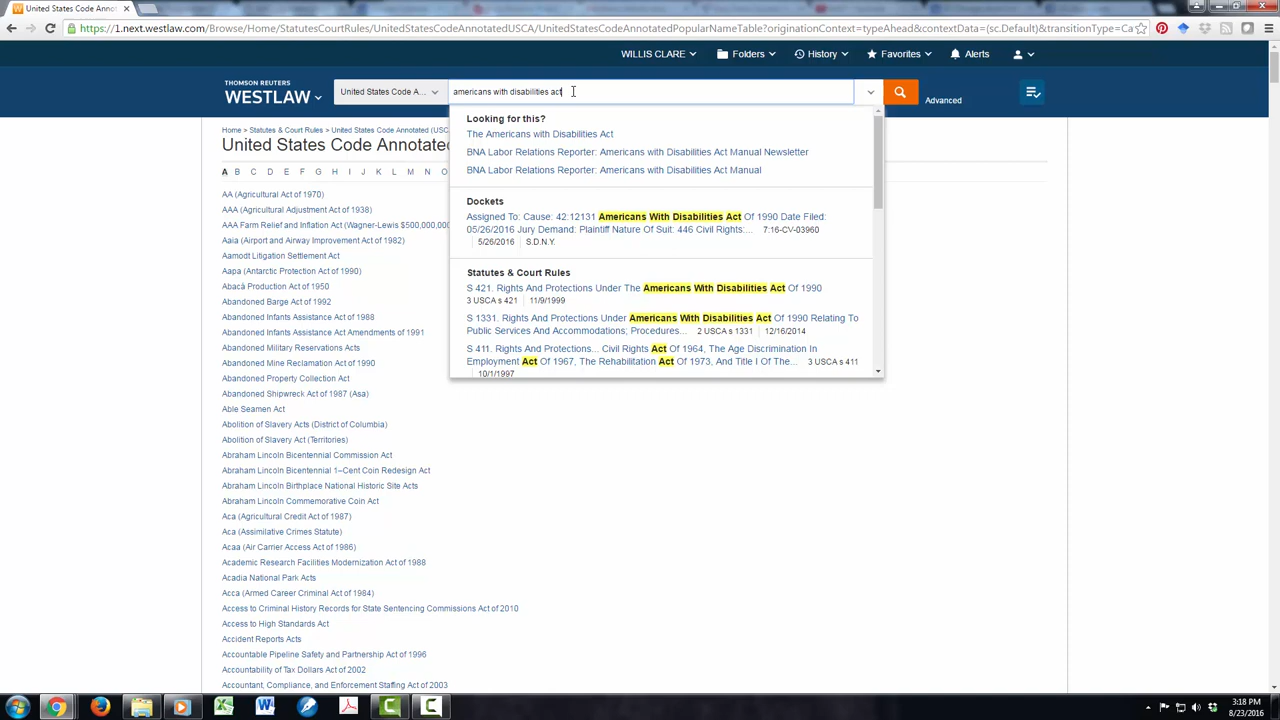 United States Code Anno
https://1.next.westlaw.com/Browse/Home/StatutesCourtRules/UnitedStatesCodeAnnotatedUSCA/UnitedStatesCodeAnnotatedPopularNameTable?originationContext=typeAhead&contextData=(sc.Default)&transitionType=Ca
WILLIS CLARE Folders History Favorites Alerts
THOMSON REUTERS
WESTLAW
United States Code A... americans with disabilities act Advanced
Looking for this?
The Americans with Disabilities Act
BNA Labor Relations Reporter: Americans with Disabilities Act Manual Newsletter
BNA Labor Relations Reporter: Americans with Disabilities Act Manual
Dockets
Assigned To: Cause: 42:12131 Americans With Disabilities Act Of 1990 Date Filed:
05/26/2016 Jury Demand: Plaintiff Nature Of Suit: 446 Civil Rights:... 7:16-CV-03960
5/26/2016 S.D.N.Y.
Statutes & Court Rules
S 421. Rights And Protections Under The Americans With Disabilities Act Of 1990
3 USCA s 421 11/9/1999
S 1331. Rights And Protections Under Americans With Disabilities Act Of 1990 Relating To
Public Services And Accommodations; Procedures... 2 USCA s 1331 12/16/2014
S 411. Rights And Protections... Civil Rights Act Of 1964, The Age Discrimination In
Employment Act Of 1967, The Rehabilitation Act Of 1973, And Title I Of The... 3 USCA s 411
10/1/1997
Home > Statutes & Court Rules > United States Code Annotated (USC
United States Code Annotated
A B C D E F G H I J K L M N O
AA (Agricultural Act of 1970)
AAA (Agricultural Adjustment Act of 1938)
AAA Farm Relief and Inflation Act (Wagner-Lewis $500,000,000
Aaia (Airport and Airway Improvement Act of 1982)
Aamodt Litigation Settlement Act
Aapa (Antarctic Protection Act of 1990)
Abacá Production Act of 1950
Abandoned Barge Act of 1992
Abandoned Infants Assistance Act of 1988
Abandoned Infants Assistance Act Amendments of 1991
Abandoned Military Reservations Acts
Abandoned Mine Reclamation Act of 1990
Abandoned Property Collection Act
Abandoned Shipwreck Act of 1987 (Asa)
Able Seamen Act
Abolition of Slavery Acts (District of Columbia)
Abolition of Slavery Act (Territories)
Abraham Lincoln Bicentennial Commission Act
Abraham Lincoln Bicentennial 1–Cent Coin Redesign Act
Abraham Lincoln Birthplace National Historic Site Acts
Abraham Lincoln Commemorative Coin Act
Aca (Agricultural Credit Act of 1987)
Aca (Assimilative Crimes Statute)
Acaa (Air Carrier Access Act of 1986)
Academic Research Facilities Modernization Act of 1988
Acadia National Park Acts
Acca (Armed Career Criminal Act of 1984)
Access to Criminal History Records for State Sentencing Commissions Act of 2010
Access to High Standards Act
Accident Reports Acts
Accountable Pipeline Safety and Partnership Act of 1996
Accountability of Tax Dollars Act of 2002
Accountant, Compliance, and Enforcement Staffing Act of 2003
3:18 PM
8/23/2016